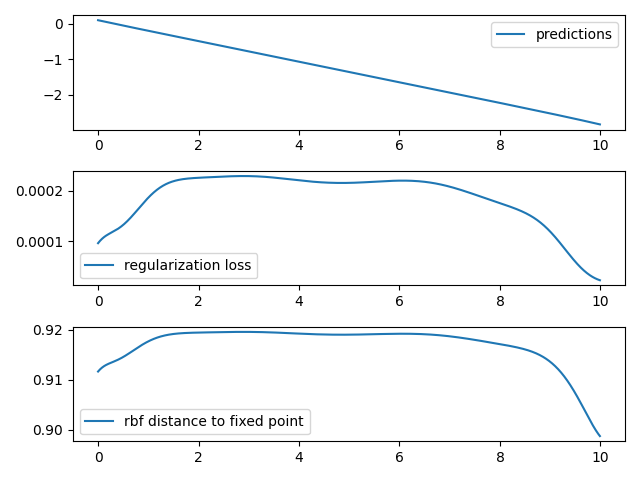 0
−1
−2
predictions
0 2 4 6 8 10
0.0002
0.0001
regularization loss
0 2 4 6 8 10
0.92
0.91
0.90
rbf distance to fixed point
0 2 4 6 8 10